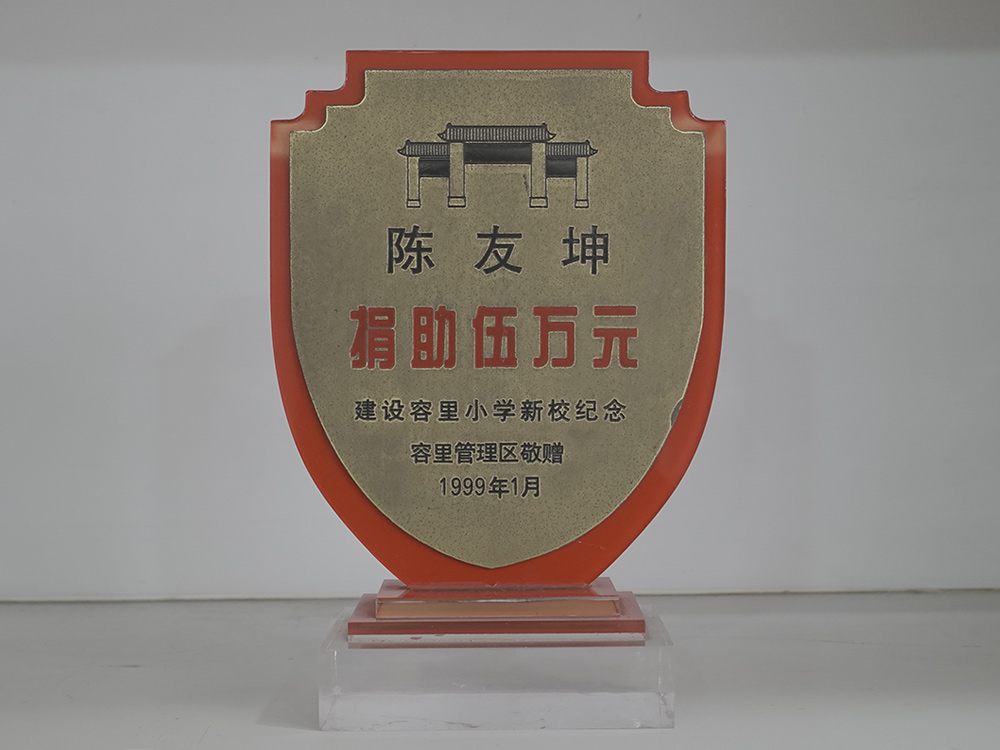 陈友坤
捐助伍万元
建设容里小学新校纪念
容里管理区敬赠
1999年1月